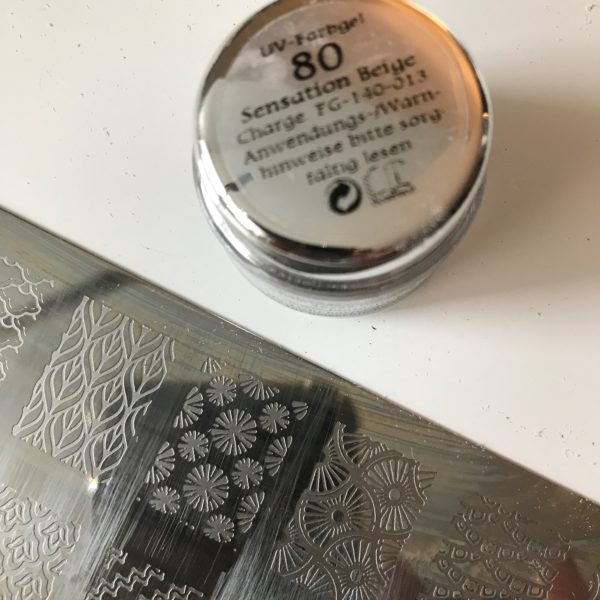 UV-Farbgel
80
Sensation Beige
Charge FG-140-013
Anwendungs-/Warn-
hinweise bitte sorg-
fältig lesen